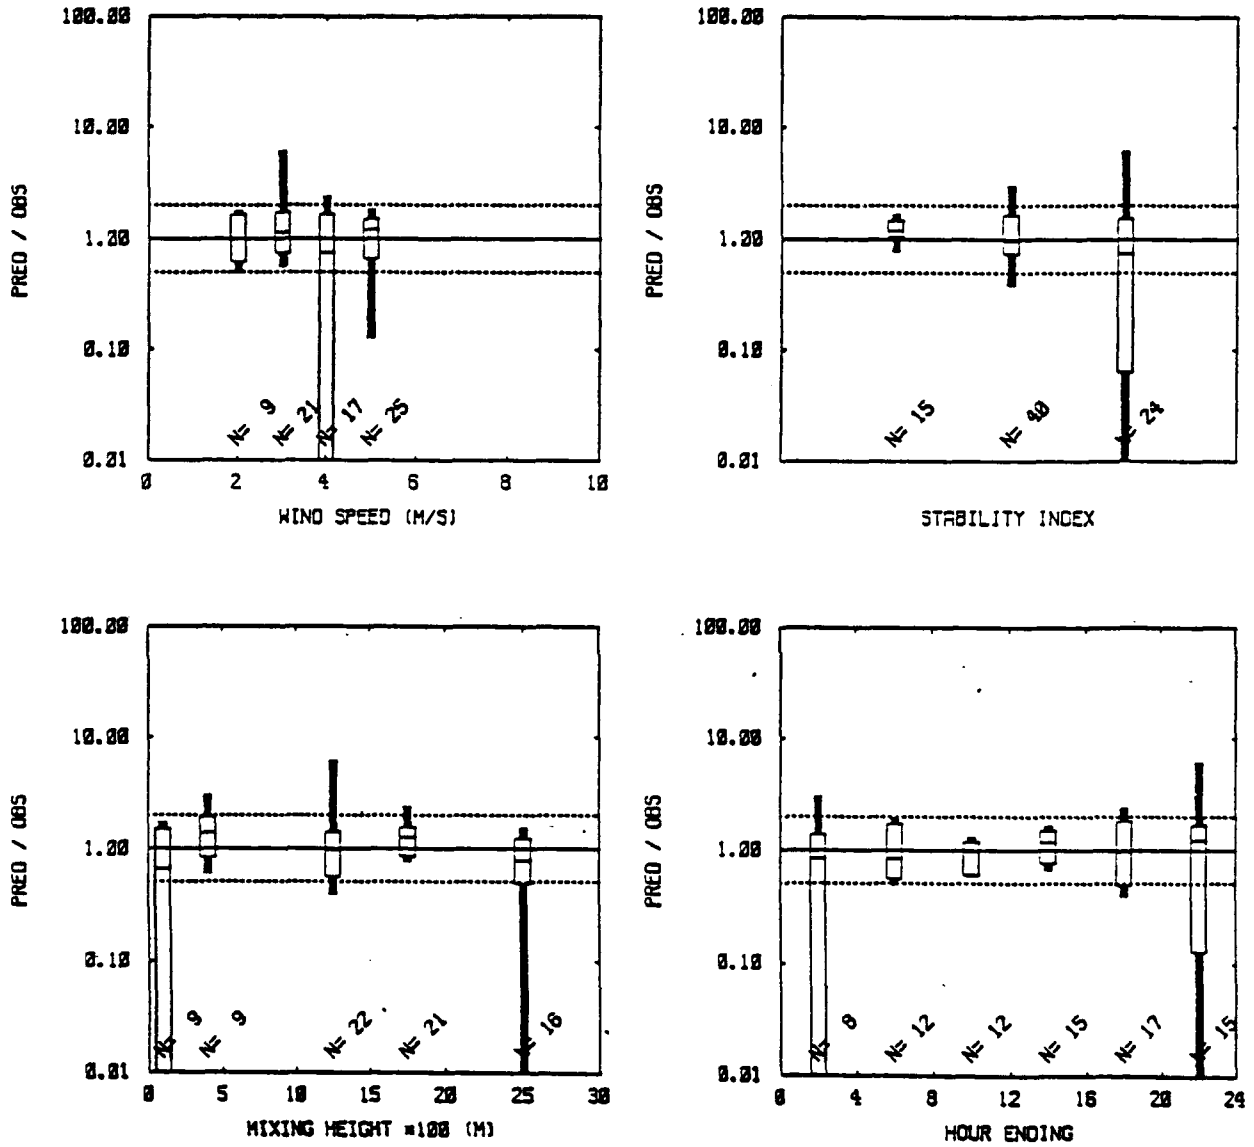 100.00
10.00
1.00
0.10
0.01
PRED / OBS
N= 9
N= 21
N= 17
N= 25
0 2 4 6 8 10
WIND SPEED (M/S)
100.00
10.00
1.00
0.10
0.01
PRED / OBS
N= 15
N= 40
= 24
STABILITY INDEX
100.00
10.00
1.00
0.10
0.01
PRED / OBS
9
N= 9
N= 22
N= 21
= 16
0 5 10 15 20 25 30
MIXING HEIGHT *100 (M)
100.00
10.00
1.00
0.10
0.01
PRED / OBS
8
N= 12
N= 12
N= 15
N= 17
= 15
0 4 8 12 16 20 24
HOUR ENDING